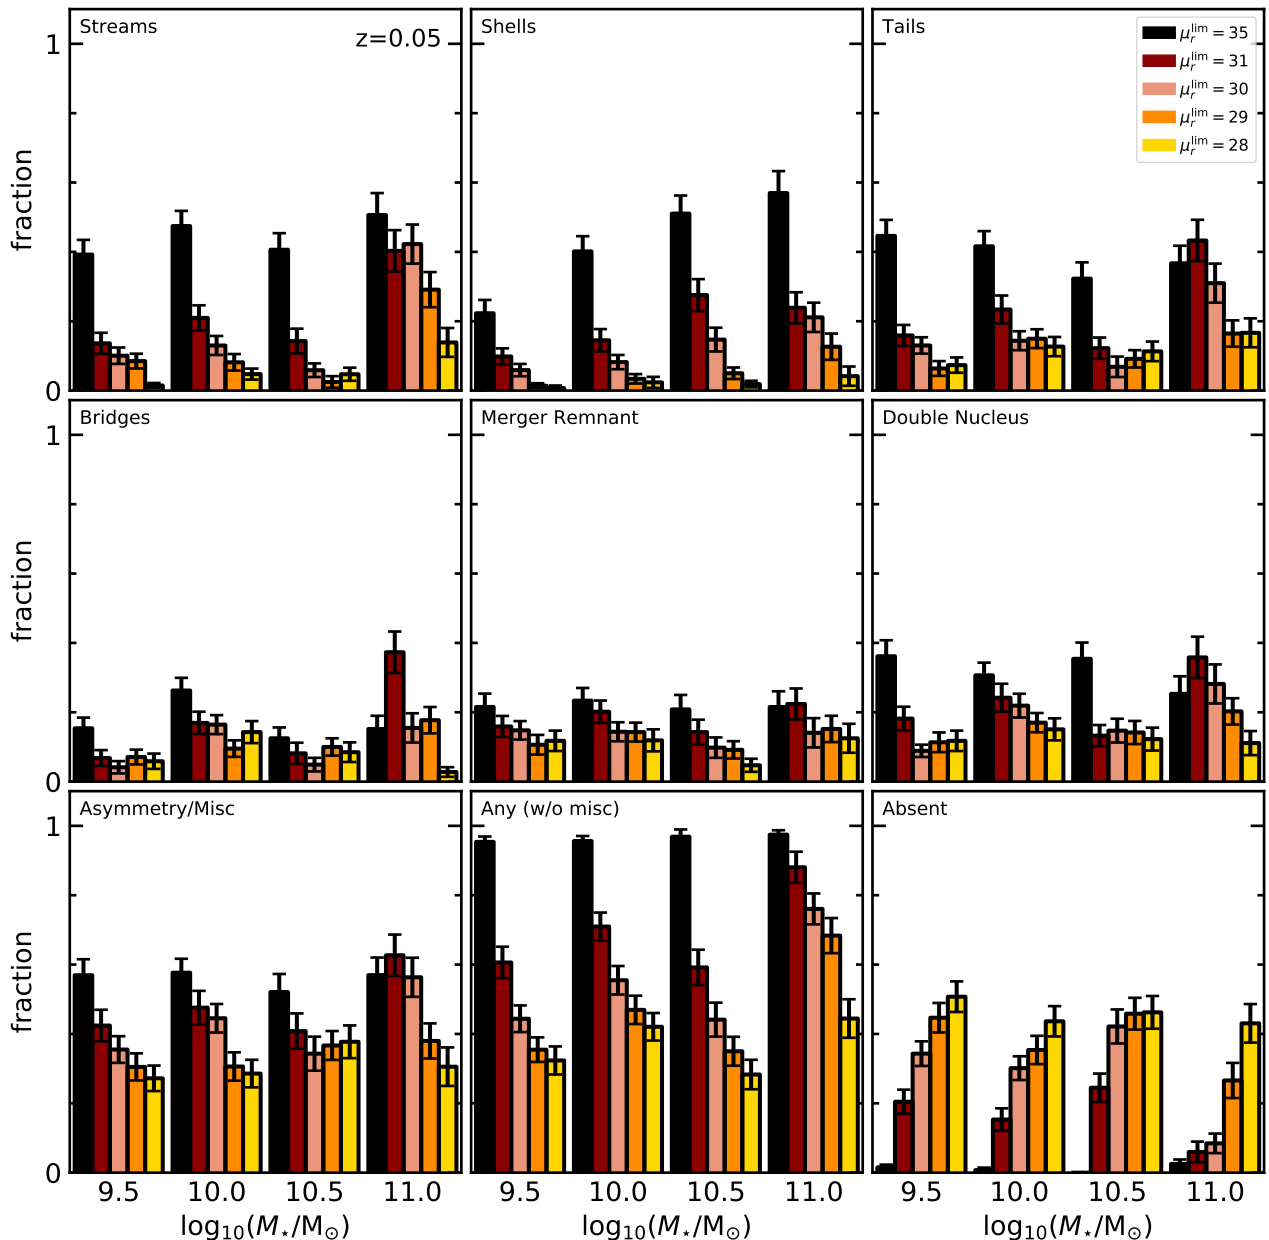 Streams
z=0.05
Shells
Tails
μ_r^lim = 35
μ_r^lim = 31
μ_r^lim = 30
μ_r^lim = 29
μ_r^lim = 28
1
fraction
0
Bridges
Merger Remnant
Double Nucleus
1
fraction
0
Asymmetry/Misc
Any (w/o misc)
Absent
1
fraction
0
9.5 10.0 10.5 11.0
9.5 10.0 10.5 11.0
9.5 10.0 10.5 11.0
log₁₀(M⋆/M☉)
log₁₀(M⋆/M☉)
log₁₀(M⋆/M☉)